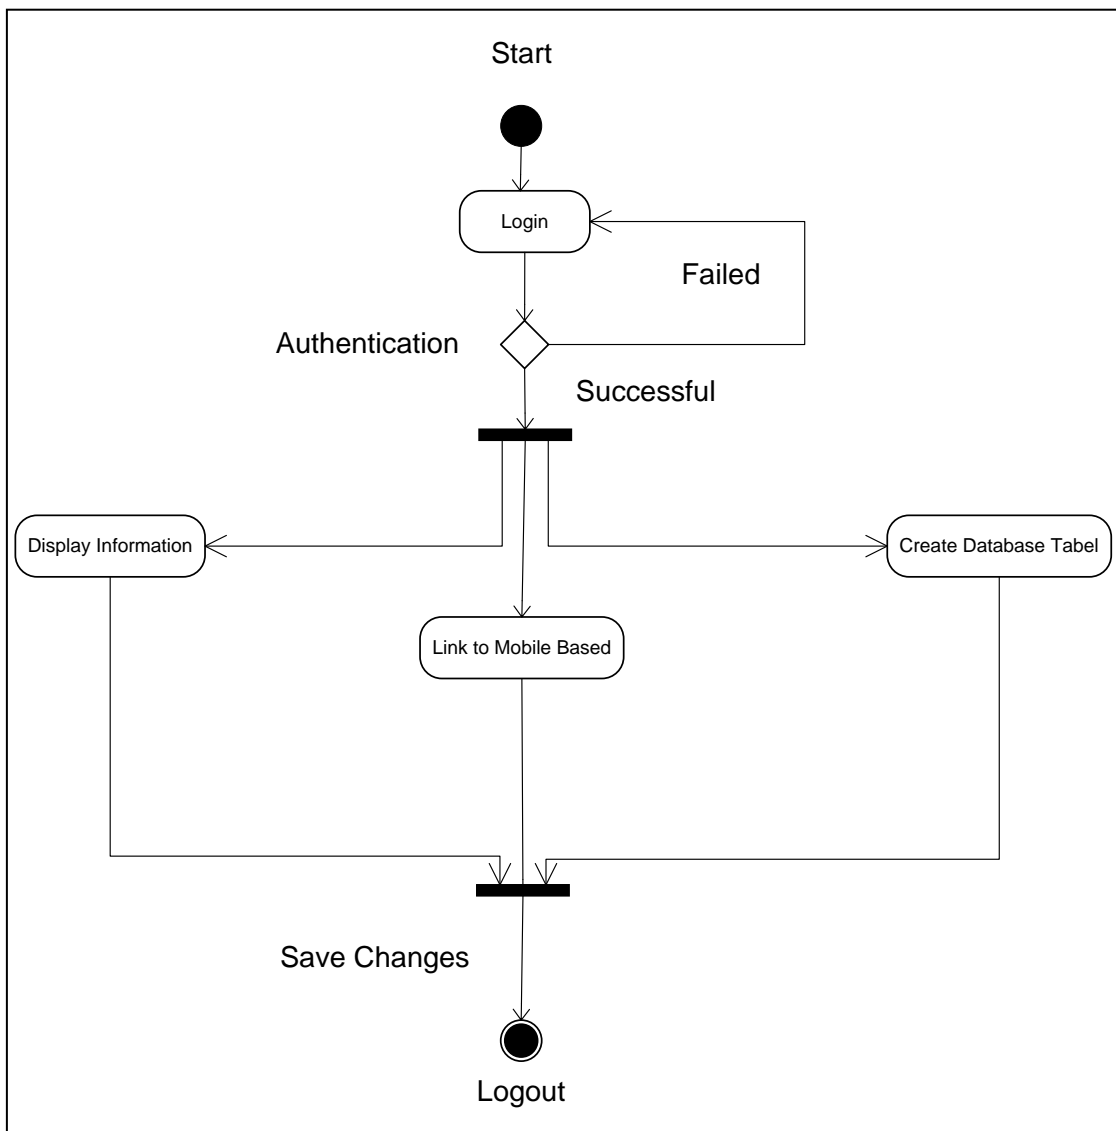 Start
Login
Failed
Authentication
Successful
Display Information
Create Database Tabel
Link to Mobile Based
Save Changes
Logout